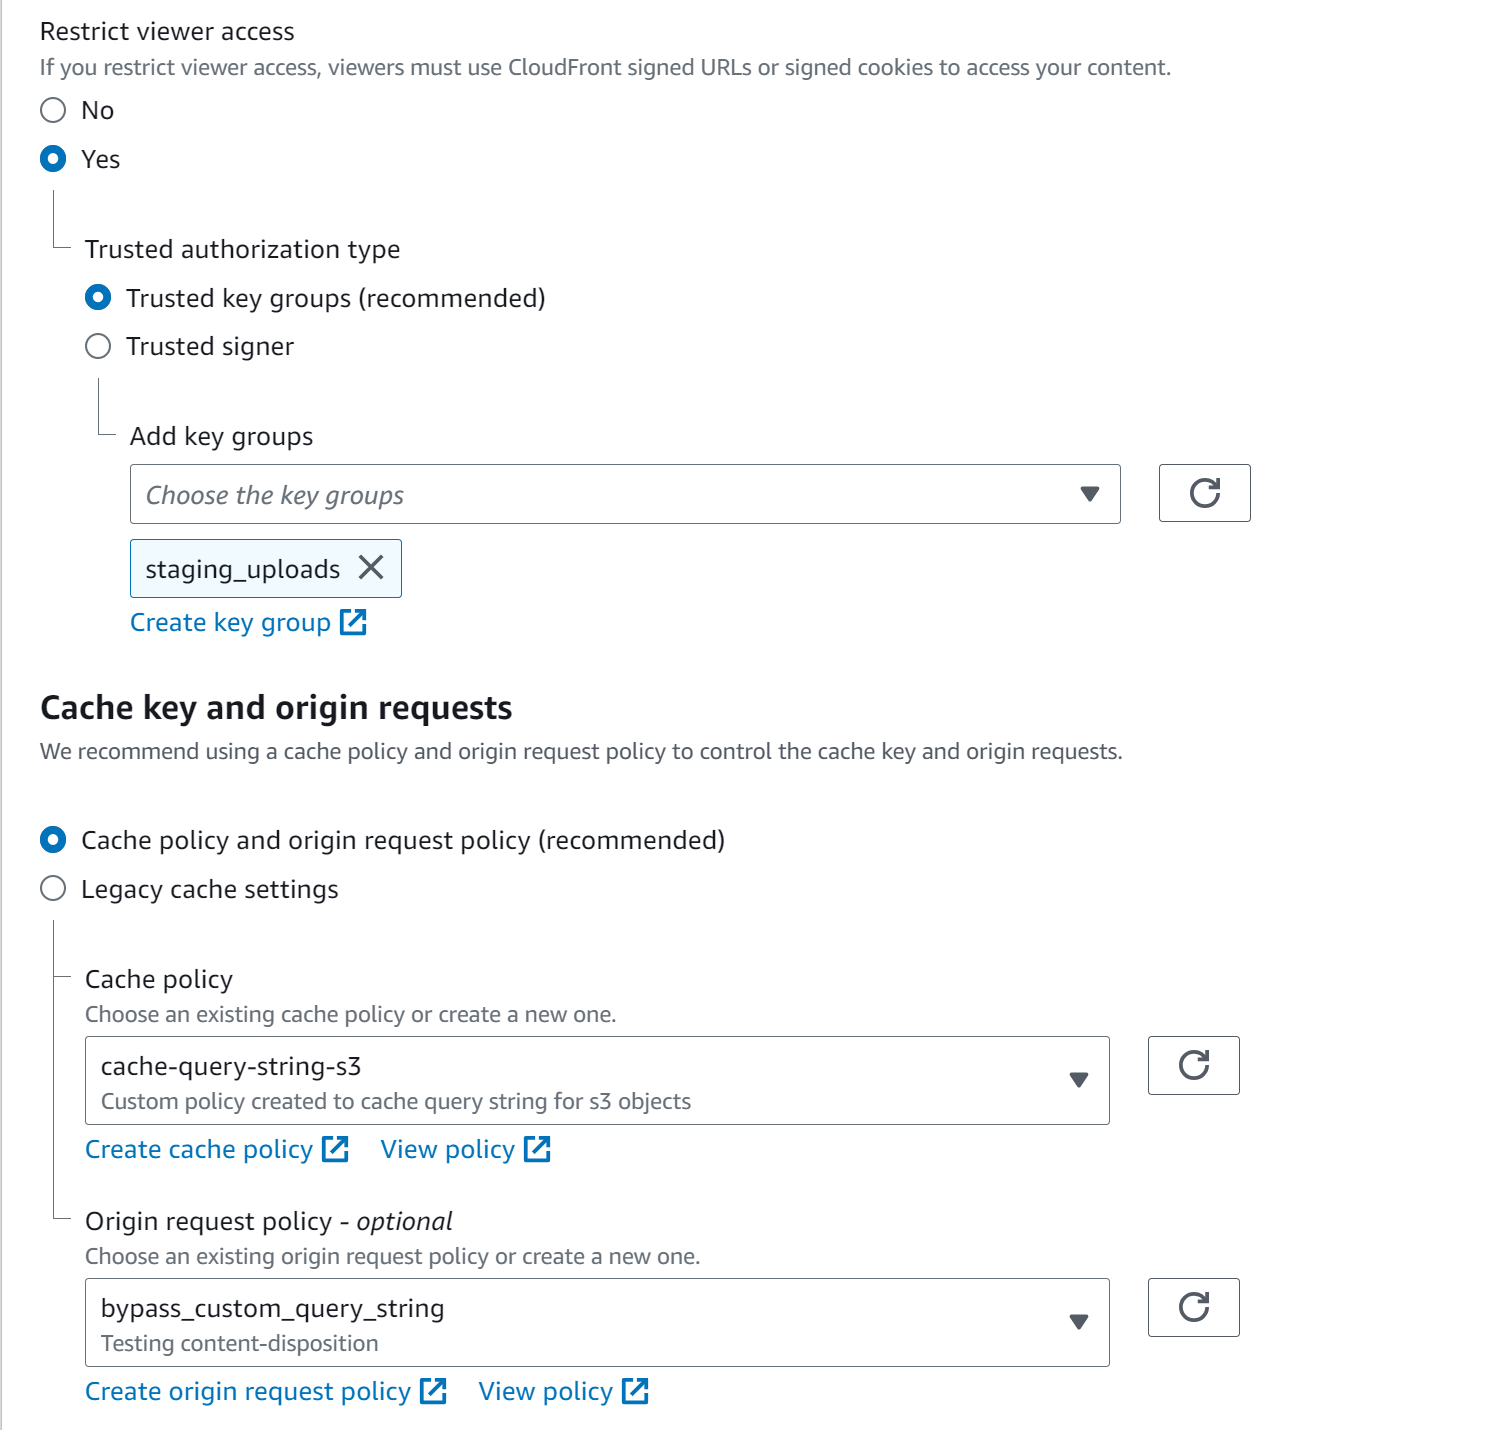 Restrict viewer access
If you restrict viewer access, viewers must use CloudFront signed URLs or signed cookies to access your content.
No
Yes
Trusted authorization type
Trusted key groups (recommended)
Trusted signer
Add key groups
Choose the key groups
staging_uploads
Create key group
Cache key and origin requests
We recommend using a cache policy and origin request policy to control the cache key and origin requests.
Cache policy and origin request policy (recommended)
Legacy cache settings
Cache policy
Choose an existing cache policy or create a new one.
cache-query-string-s3
Custom policy created to cache query string for s3 objects
Create cache policy View policy
Origin request policy - optional
Choose an existing origin request policy or create a new one.
bypass_custom_query_string
Testing content-disposition
Create origin request policy View policy